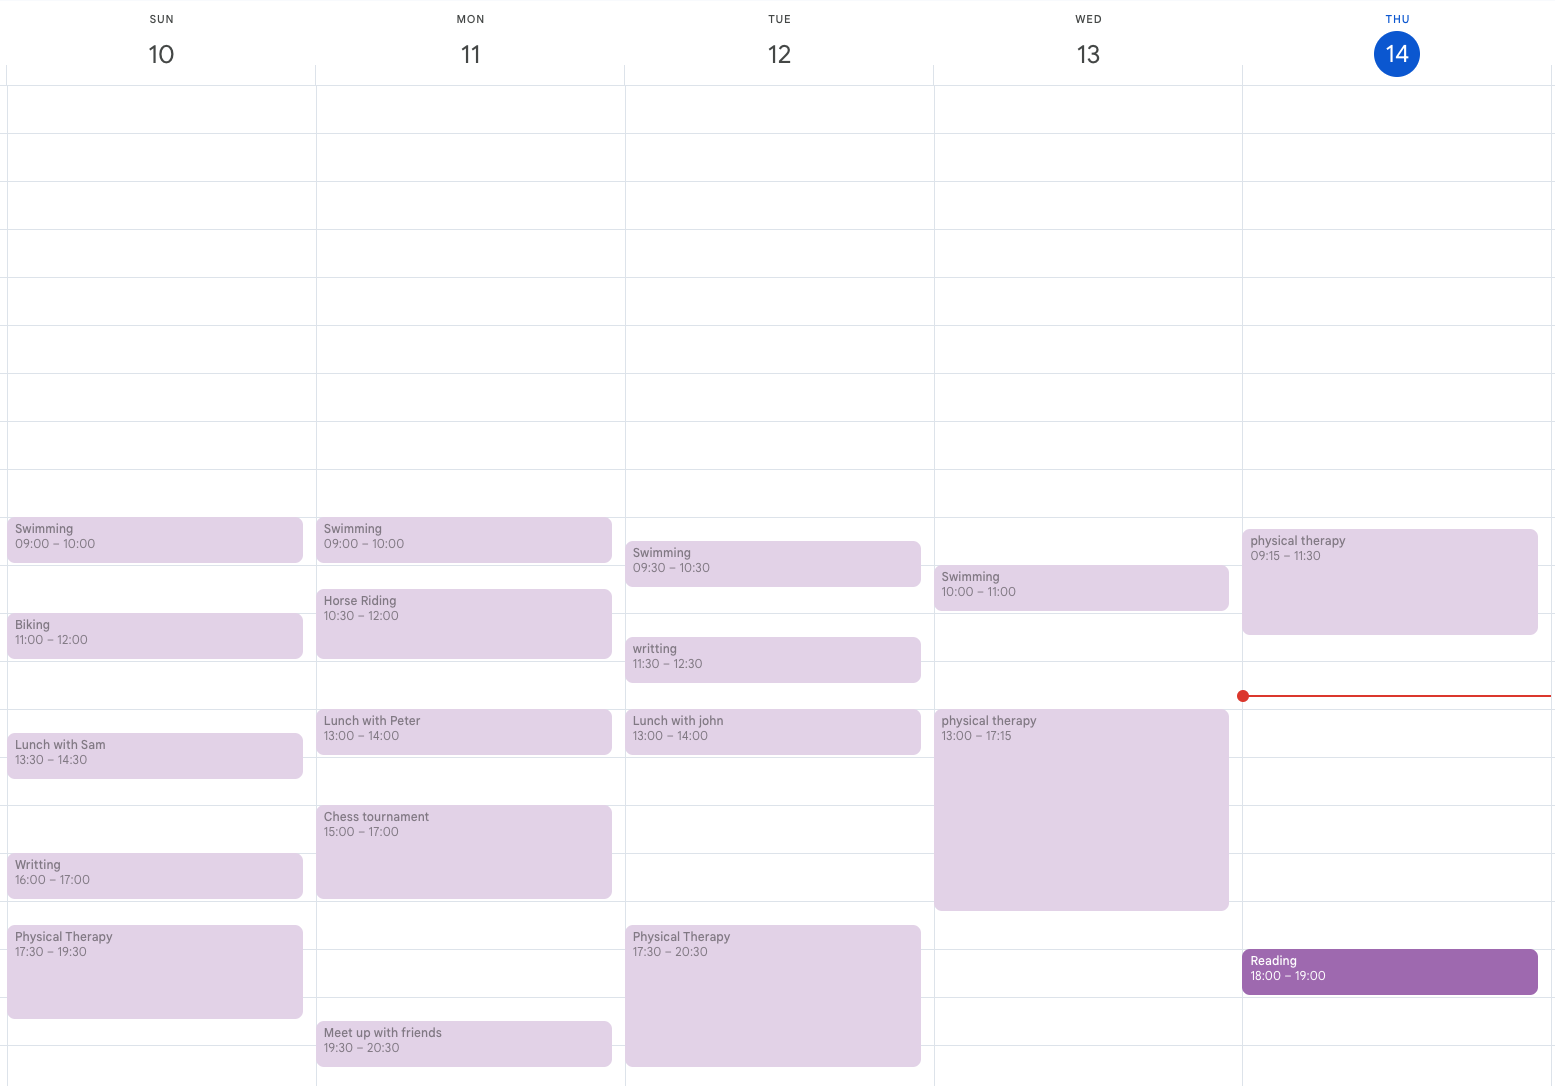 SUN
10
MON
11
TUE
12
WED
13
THU
14
Swimming
09:00 – 10:00
Biking
11:00 – 12:00
Lunch with Sam
13:30 – 14:30
Writting
16:00 – 17:00
Physical Therapy
17:30 – 19:30
Swimming
09:00 – 10:00
Horse Riding
10:30 – 12:00
Lunch with Peter
13:00 – 14:00
Chess tournament
15:00 – 17:00
Meet up with friends
19:30 – 20:30
Swimming
09:30 – 10:30
writting
11:30 – 12:30
Lunch with john
13:00 – 14:00
Physical Therapy
17:30 – 20:30
Swimming
10:00 – 11:00
physical therapy
13:00 – 17:15
physical therapy
09:15 – 11:30
Reading
18:00 – 19:00